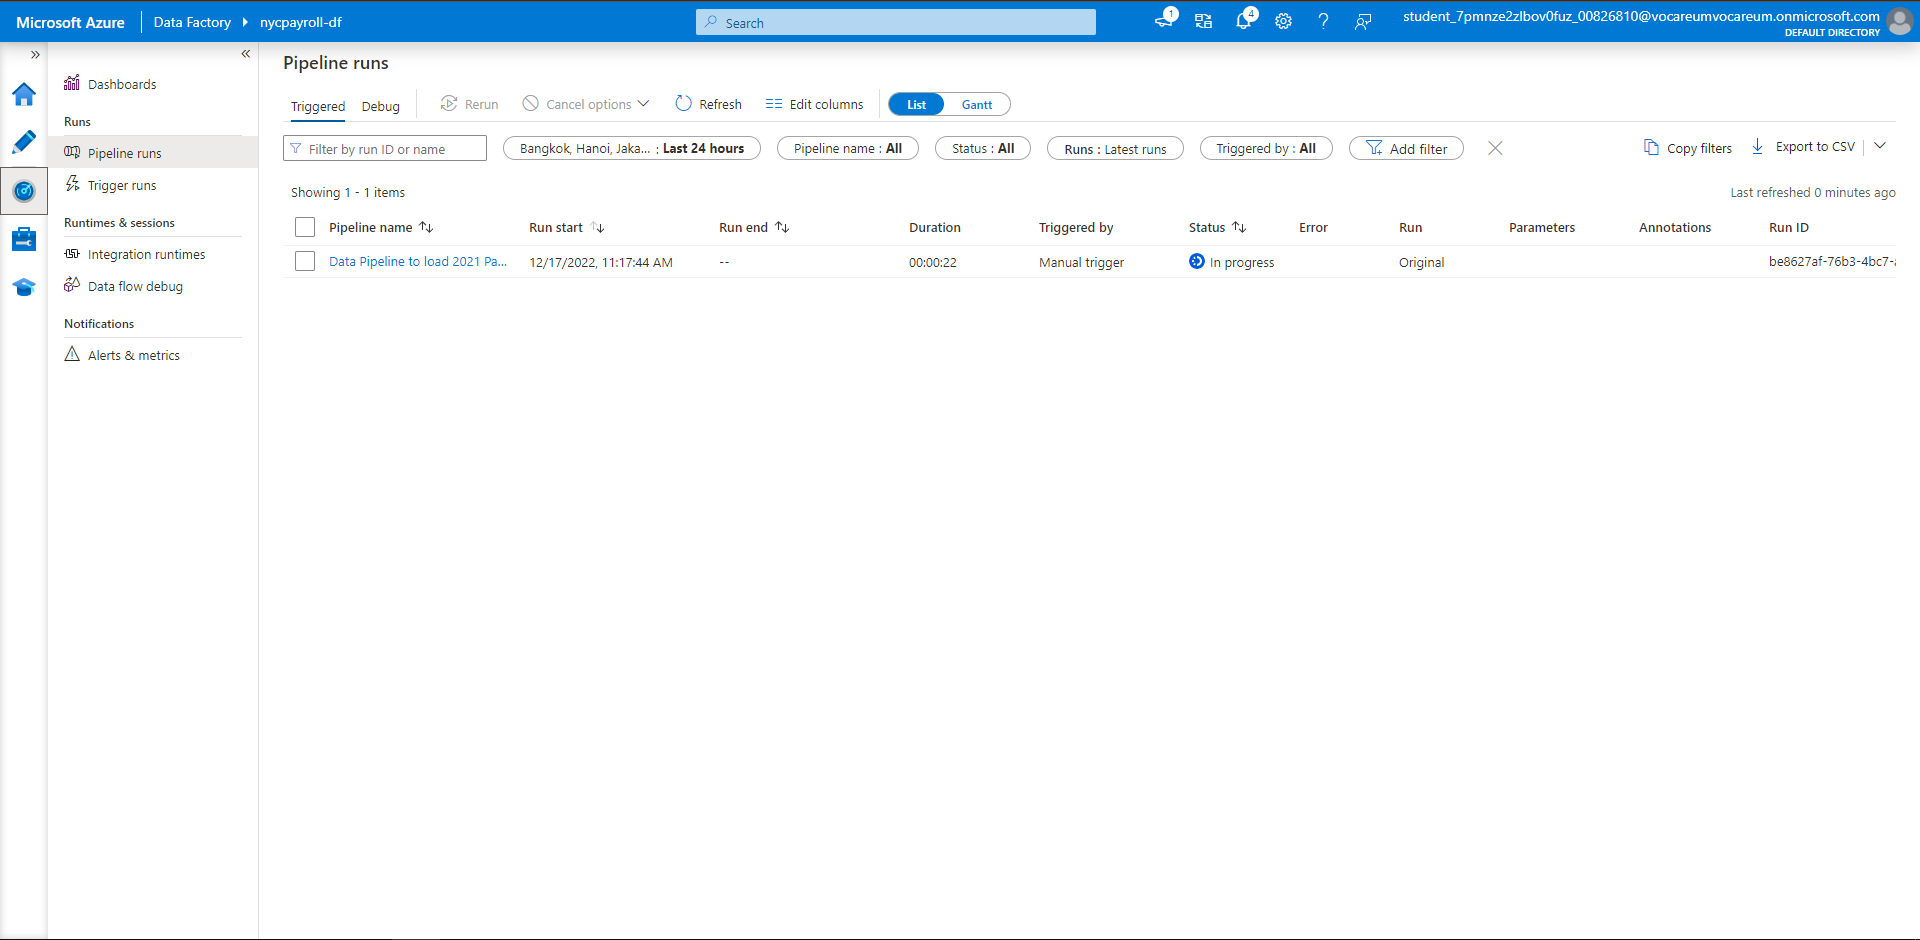 Microsoft Azure Data Factory nycpayroll-df Search 1 4 student_7pmnze2zlbov0fuz_00826810@vocareumvocareum.onmicrosoft.com
DEFAULT DIRECTORY
Dashboards
Runs
Pipeline runs
Trigger runs
Runtimes & sessions
Integration runtimes
Data flow debug
Notifications
Alerts & metrics
Pipeline runs
Triggered Debug Rerun Cancel options Refresh Edit columns List Gantt
Filter by run ID or name Bangkok, Hanoi, Jaka... : Last 24 hours Pipeline name : All Status : All Runs : Latest runs Triggered by : All Add filter Copy filters Export to CSV
Showing 1 - 1 items Last refreshed 0 minutes ago
Pipeline name Run start Run end Duration Triggered by Status Error Run Parameters Annotations Run ID
Data Pipeline to load 2021 Pa... 12/17/2022, 11:17:44 AM -- 00:00:22 Manual trigger In progress Original be8627af-76b3-4bc7-